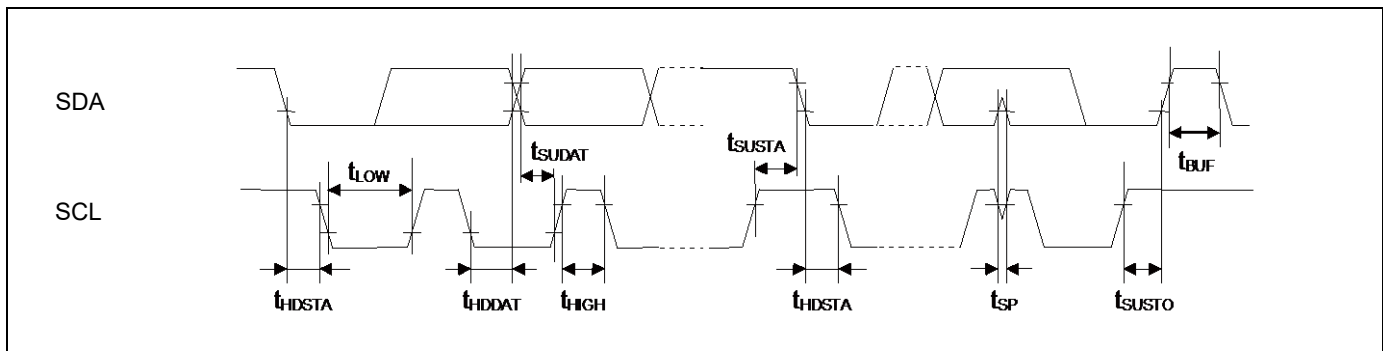 SDA
tSUDAT
tSUSTA
tBUF
tLOW
SCL
tHDSTA
tHDDAT
tHIGH
tHDSTA
tSP
tSUSTO